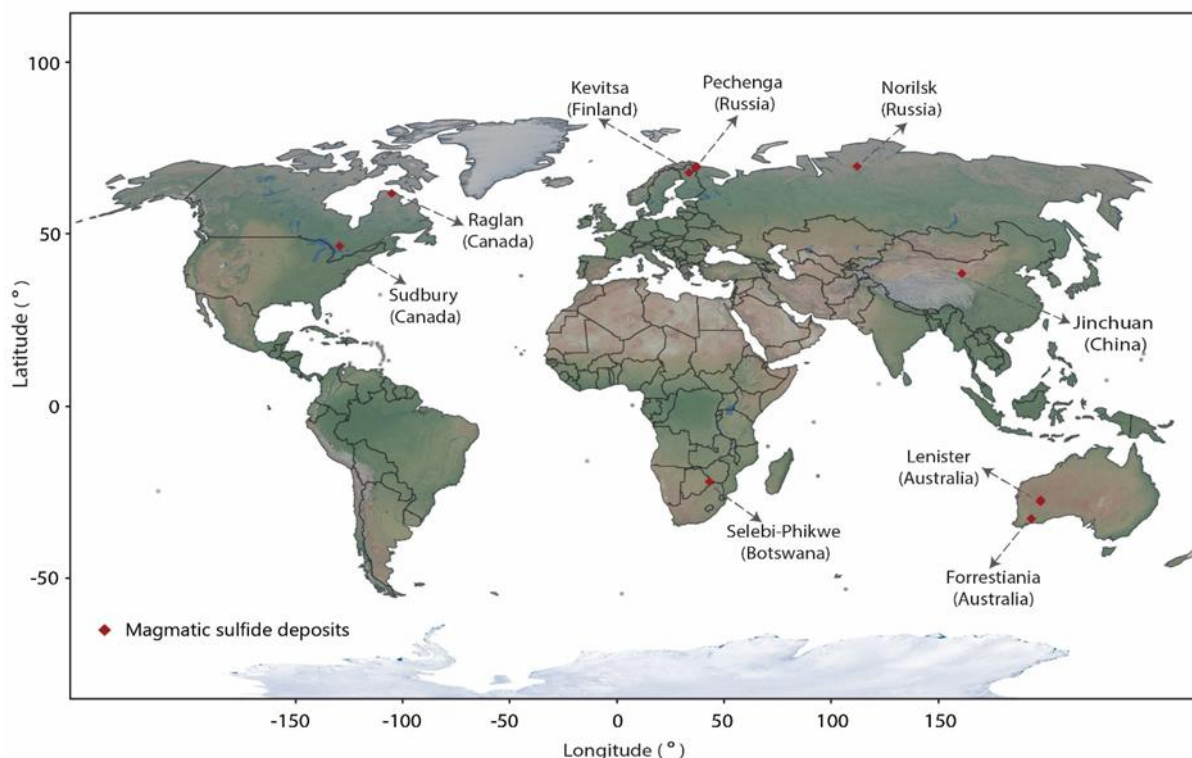 100
50
0
-50
Latitude (°)
Kevitsa
(Finland)
Pechenga
(Russia)
Norilsk
(Russia)
Raglan
(Canada)
Sudbury
(Canada)
Jinchuan
(China)
Lenister
(Australia)
Selebi-Phikwe
(Botswana)
Forrestiania
(Australia)
Magmatic sulfide deposits
-150
-100
-50
0
50
100
150
Longitude (°)